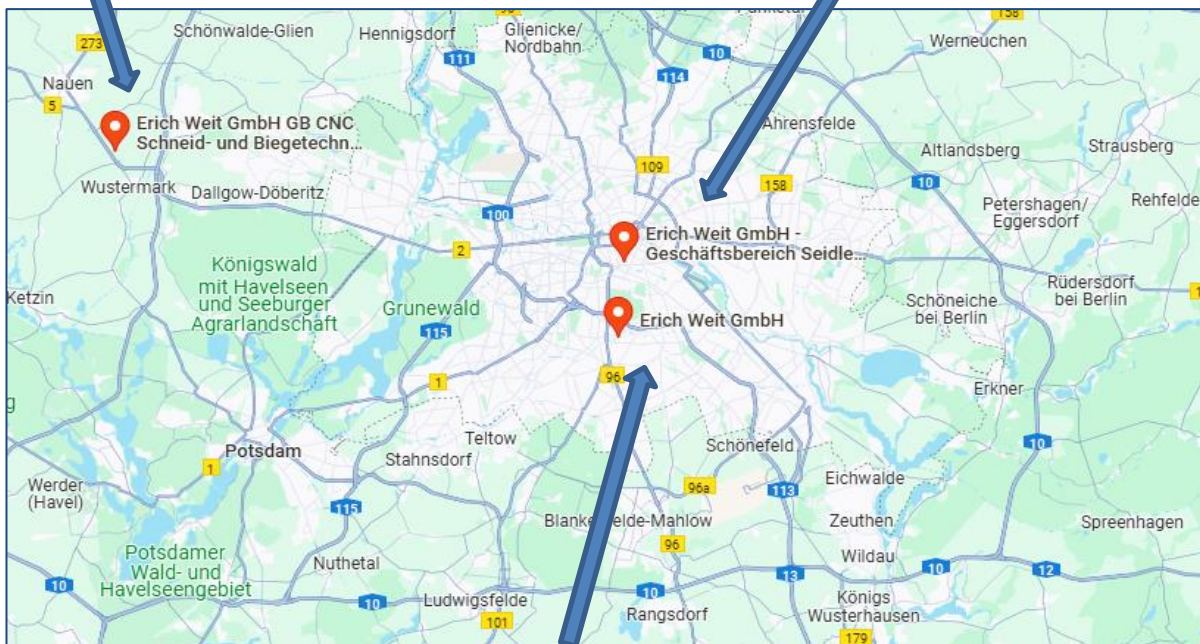 158
Schönwalde-Glien
Hennigsdorf
Glienicke/
Nordbahn
273
10
Werneuchen
111
114
Nauen
5
Erich Weit GmbH GB CNC
Schneid- und Biegetechn...
Ahrensfelde
Altlandsberg
Strausberg
109
10
158
Wustermark
Dallgow-Döberitz
Petershagen/
Eggersdorf
Rehfelde
100
2
Erich Weit GmbH -
Geschäftsbereich Seidle...
Königswald
mit Havelseen
und Seeburger
Agrarlandschaft
Ketzin
Grunewald
115
Rüdersdorf
bei Berlin
Schöneiche
bei Berlin
1
Erich Weit GmbH
96
1
Erkner
Teltow
Potsdam
Stahnsdorf
Schönefeld
10
1
Werder
(Havel)
96a
113
Eichwalde
115
Blankenfelde-Mahlow
Zeuthen
Spreenhagen
96
Potsdamer
Wald- und
Havelseengebiet
Nuthetal
Wildau
10
13
10
12
10
10
Ludwigsfelde
Rangsdorf
Königs
Wusterhausen
101
179